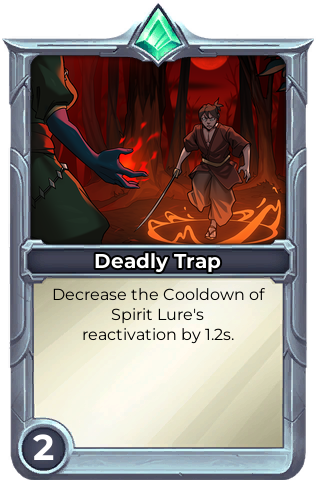 Deadly Trap
Decrease the Cooldown of
Spirit Lure's
reactivation by 1.2s.
2